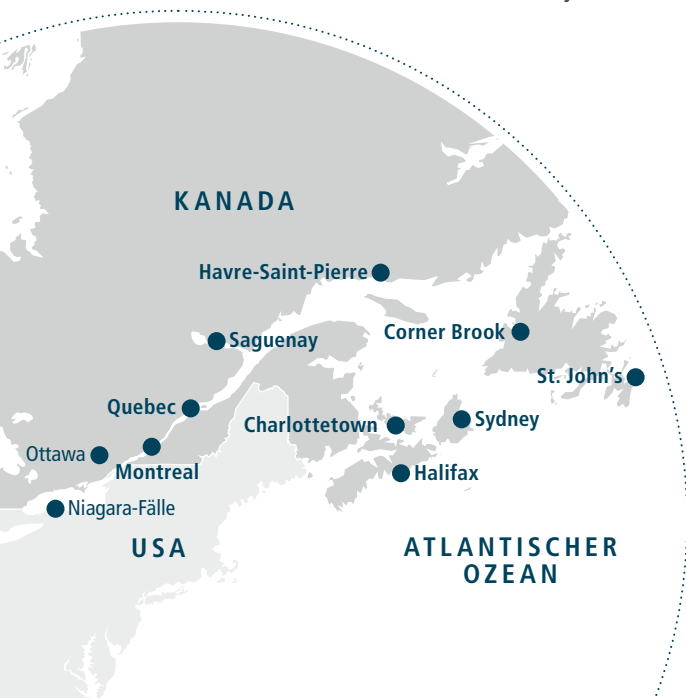 KANADA
Havre-Saint-Pierre
Corner Brook
Saguenay
St. John's
Quebec
Charlottetown
Sydney
Ottawa
Montreal
Halifax
Niagara-Fälle
USA
ATLANTISCHER
OZEAN